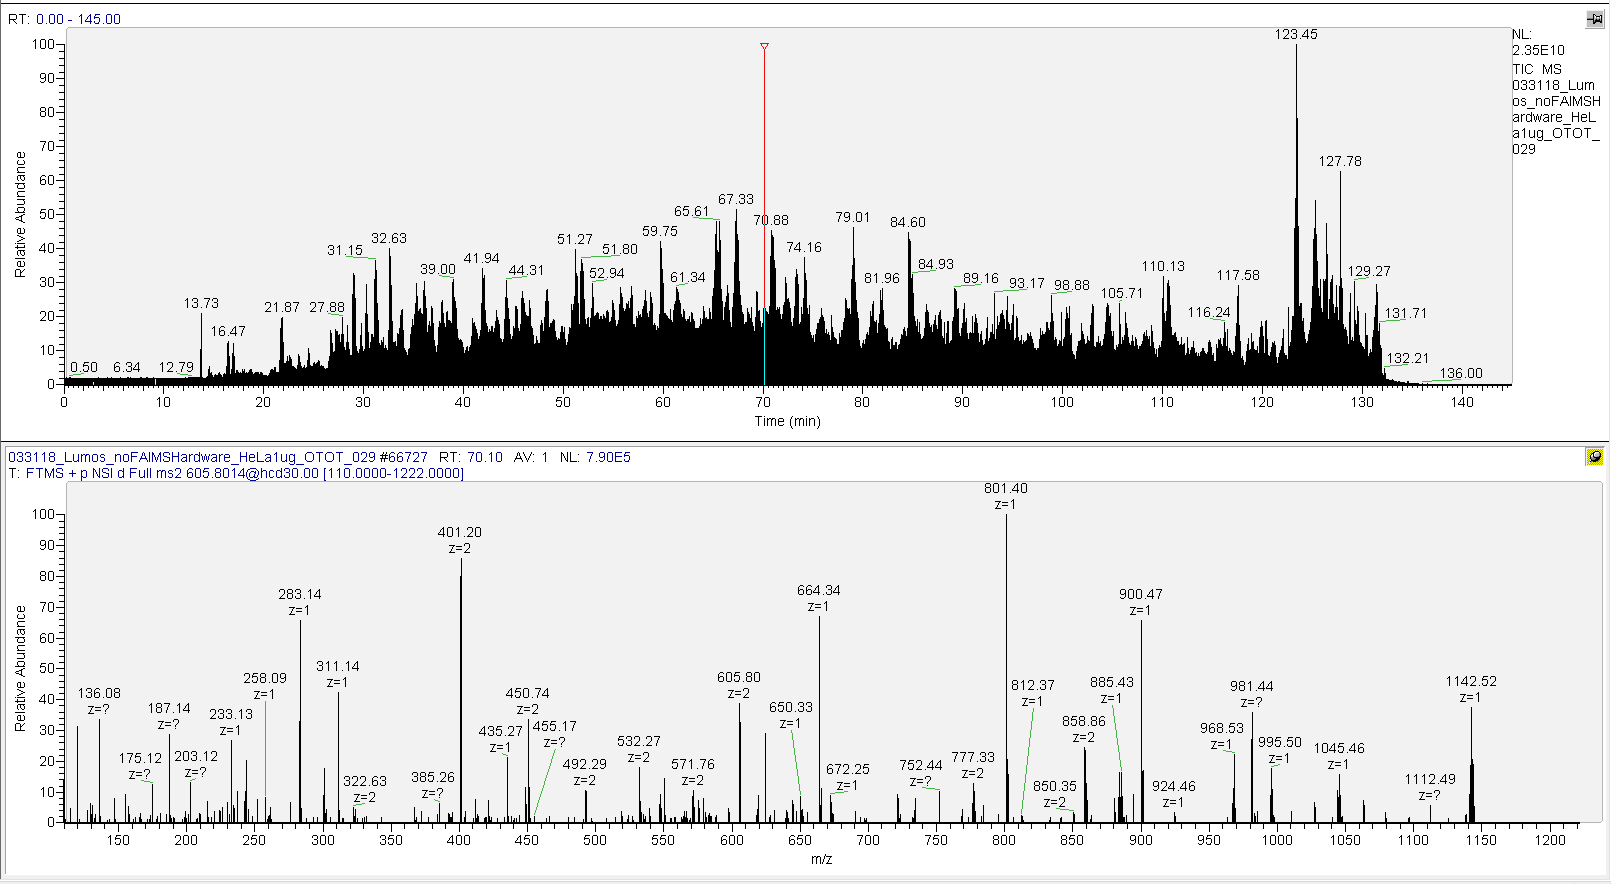 RT: 0.00 - 145.00
NL:
2.35E10
TIC MS
033118_Lum
os_noFAIMSH
ardware_HeL
a1ug_OTOT_
029
Relative Abundance
100
90
80
70
60
50
40
30
20
10
0
0.50
6.34
12.79
13.73
16.47
21.87
27.88
31.15
32.63
39.00
41.94
44.31
51.27
51.80
52.94
59.75
61.34
65.61
67.33
70.88
74.16
79.01
81.96
84.60
84.93
89.16
93.17
98.88
105.71
110.13
116.24
117.58
123.45
127.78
129.27
131.71
132.21
136.00
0 10 20 30 40 50 60 70 80 90 100 110 120 130 140
Time (min)
033118_Lumos_noFAIMSHardware_HeLa1ug_OTOT_029 #66727 RT: 70.10 AV: 1 NL: 7.90E5
T: FTMS + p NSI d Full ms2 605.8014@hcd30.00 [110.0000-1222.0000]
Relative Abundance
100
90
80
70
60
50
40
30
20
10
0
136.08
z=?
175.12
z=?
187.14
z=?
203.12
z=?
233.13
z=1
258.09
z=1
283.14
z=1
311.14
z=1
322.63
z=2
385.26
z=?
401.20
z=2
435.27
z=1
450.74
z=2
455.17
z=?
492.29
z=2
532.27
z=2
571.76
z=2
605.80
z=2
650.33
z=1
664.34
z=1
672.25
z=1
752.44
z=?
777.33
z=2
801.40
z=1
812.37
z=1
850.35
z=2
858.86
z=2
885.43
z=1
900.47
z=1
924.46
z=1
968.53
z=1
981.44
z=?
995.50
z=1
1045.46
z=1
1112.49
z=?
1142.52
z=1
150 200 250 300 350 400 450 500 550 600 650 700 750 800 850 900 950 1000 1050 1100 1150 1200
m/z